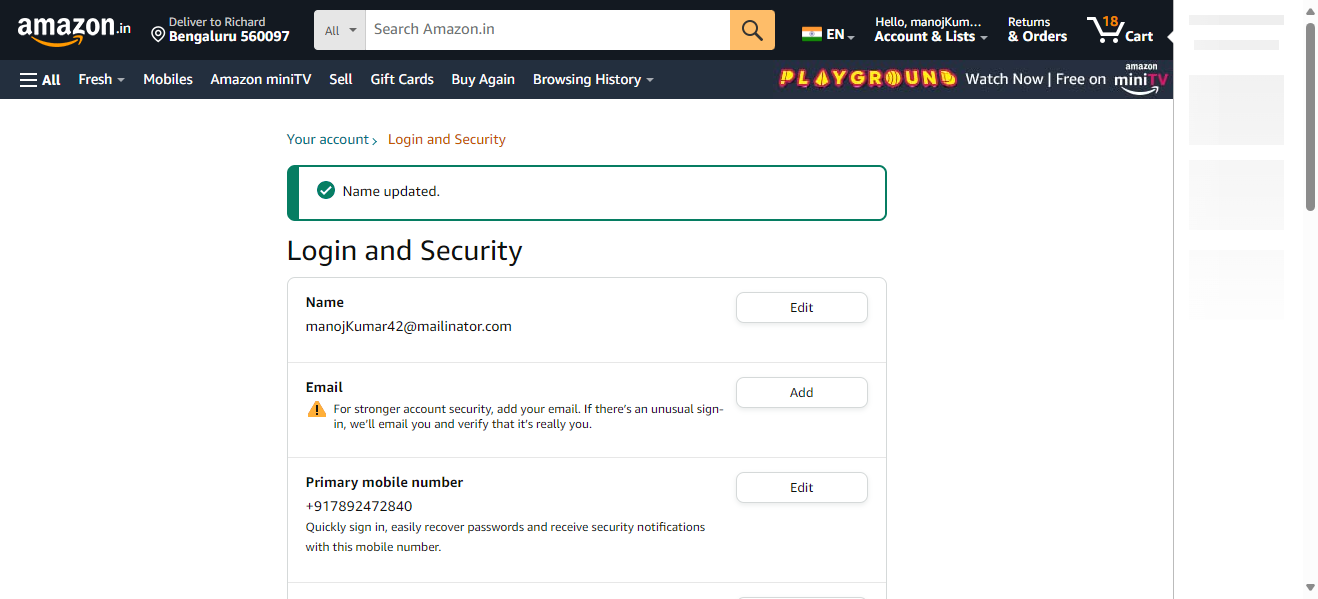 amazon.in
Deliver to Richard
Bengaluru 560097
All
Search Amazon.in
EN
Hello, manojKum...
Account & Lists
Returns
& Orders
18
Cart
All
Fresh
Mobiles
Amazon miniTV
Sell
Gift Cards
Buy Again
Browsing History
PLAYGROUND
Watch Now | Free on
amazon
miniTV
Your account › Login and Security
Name updated.
Login and Security
Name
manojKumar42@mailinator.com
Edit
Email
For stronger account security, add your email. If there's an unusual sign-
in, we'll email you and verify that it's really you.
Add
Primary mobile number
+917892472840
Quickly sign in, easily recover passwords and receive security notifications
with this mobile number.
Edit